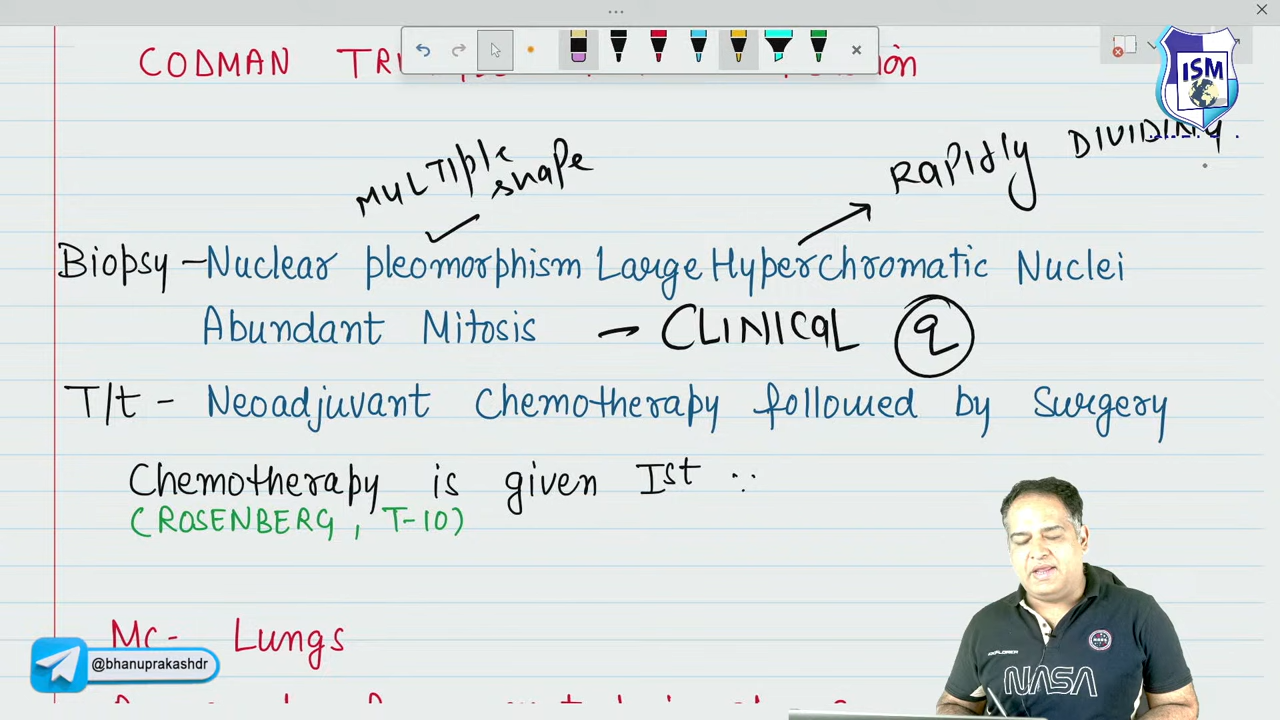 CODMAN
ISM
MULTIPLE shape
RAPIDLY DIVIDING
Biopsy - Nuclear pleomorphism Large Hyperchromatic Nuclei
Abundant Mitosis - CLINICAL Q
T/t - Neoadjuvant Chemotherapy followed by Surgery
Chemotherapy is given Ist ∵
(ROSENBERG, T-10)
Mc- Lungs
@bhanuprakashdr
EXPLORER
NASA